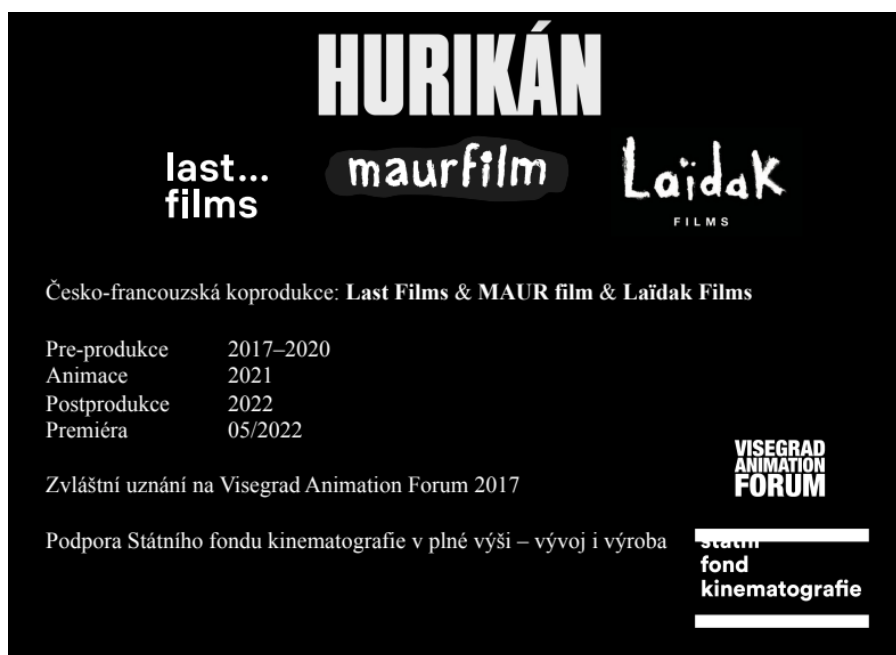 HURIKÁN
last...
films
maurfilm
Laïdak
FILMS
Česko-francouzská koprodukce: Last Films & MAUR film & Laïdak Films
Pre-produkce 2017–2020
Animace 2021
Postprodukce 2022
Premiéra 05/2022
Zvláštní uznání na Visegrad Animation Forum 2017
VISEGRAD
ANIMATION
FORUM
Podpora Státního fondu kinematografie v plné výši – vývoj i výroba
státní
fond
kinematografie